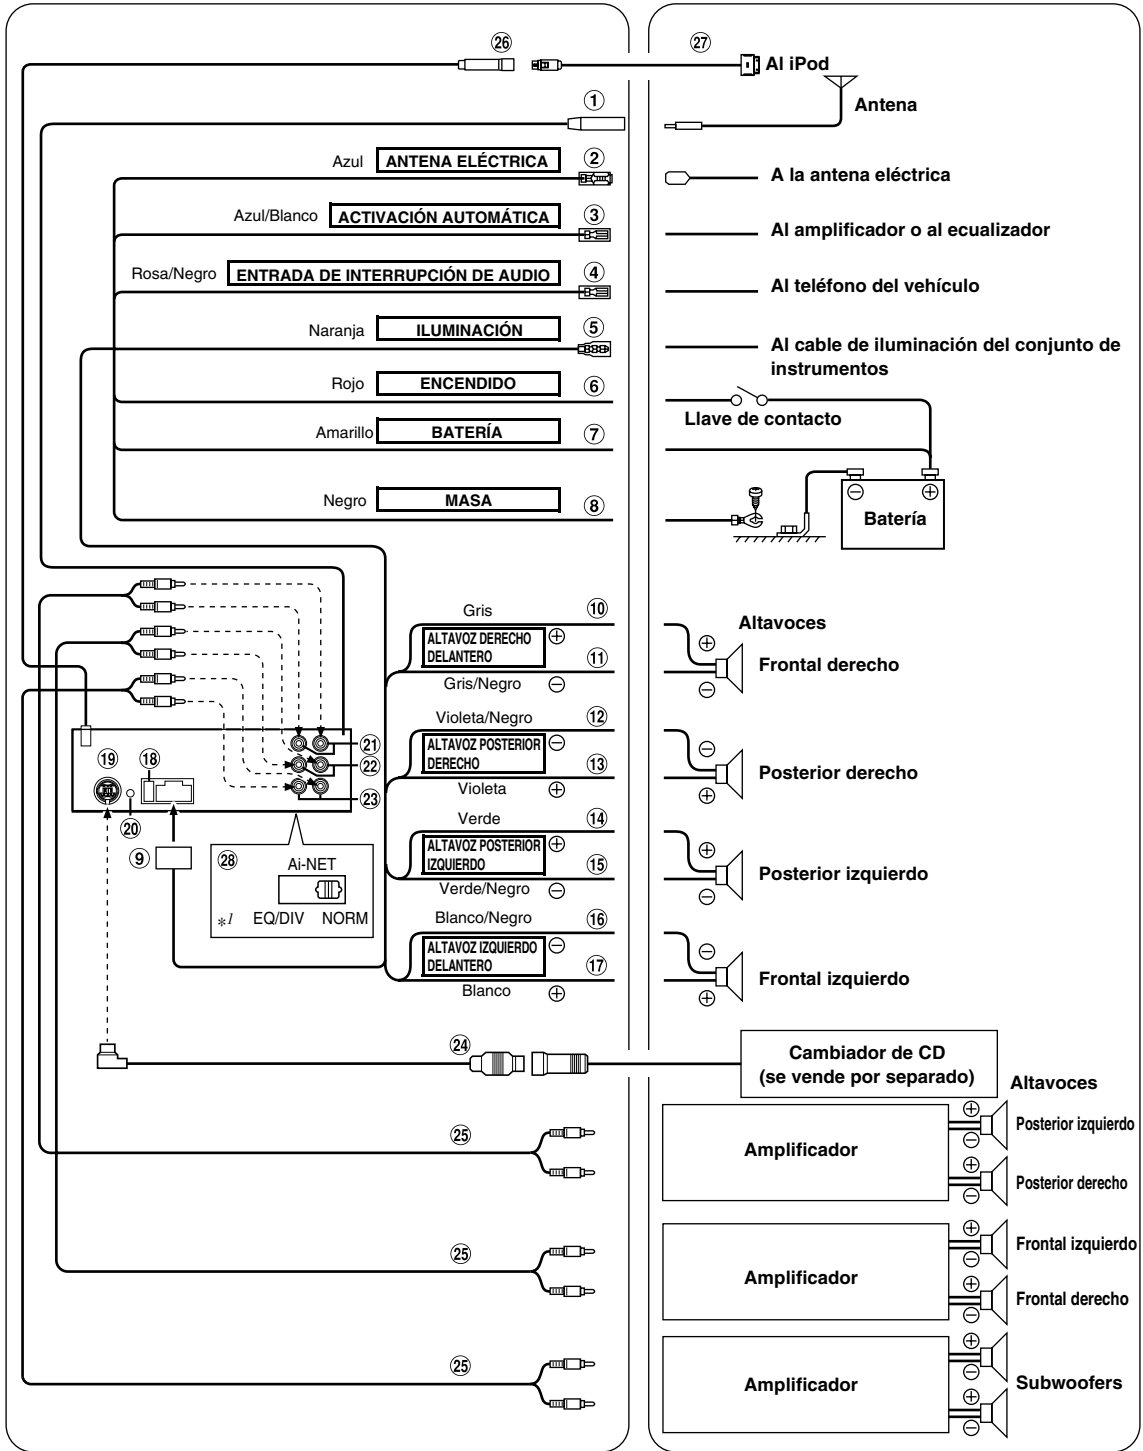 26 27
Al iPod
1
Antena
Azul ANTENA ELÉCTRICA 2
A la antena eléctrica
Azul/Blanco ACTIVACIÓN AUTOMÁTICA 3
Al amplificador o al ecualizador
Rosa/Negro ENTRADA DE INTERRUPCIÓN DE AUDIO 4
Al teléfono del vehículo
Naranja ILUMINACIÓN 5
Al cable de iluminación del conjunto de
instrumentos
Rojo ENCENDIDO 6
Llave de contacto
Amarillo BATERÍA 7
Negro MASA 8
⊖ ⊕
Batería
Gris 10
ALTAVOZ DERECHO
DELANTERO
⊕
11
Gris/Negro ⊖
Altavoces
⊕
Frontal derecho
⊖
Violeta/Negro 12
ALTAVOZ POSTERIOR
DERECHO
⊖
13
Violeta ⊕
⊖
Posterior derecho
⊕
Verde 14
ALTAVOZ POSTERIOR
IZQUIERDO
⊕
15
Verde/Negro ⊖
⊕
Posterior izquierdo
⊖
Blanco/Negro 16
ALTAVOZ IZQUIERDO
DELANTERO
⊖
17
Blanco ⊕
⊖
Frontal izquierdo
⊕
19 18 21
22
20 23
9
28
Ai-NET
*1 EQ/DIV NORM
24
Cambiador de CD
(se vende por separado)
Altavoces
25
Amplificador
⊕
⊖
Posterior izquierdo
⊕
⊖
Posterior derecho
25
Amplificador
⊕
⊖
Frontal izquierdo
⊕
⊖
Frontal derecho
25
Amplificador
⊕
⊖
Subwoofers
⊕
⊖